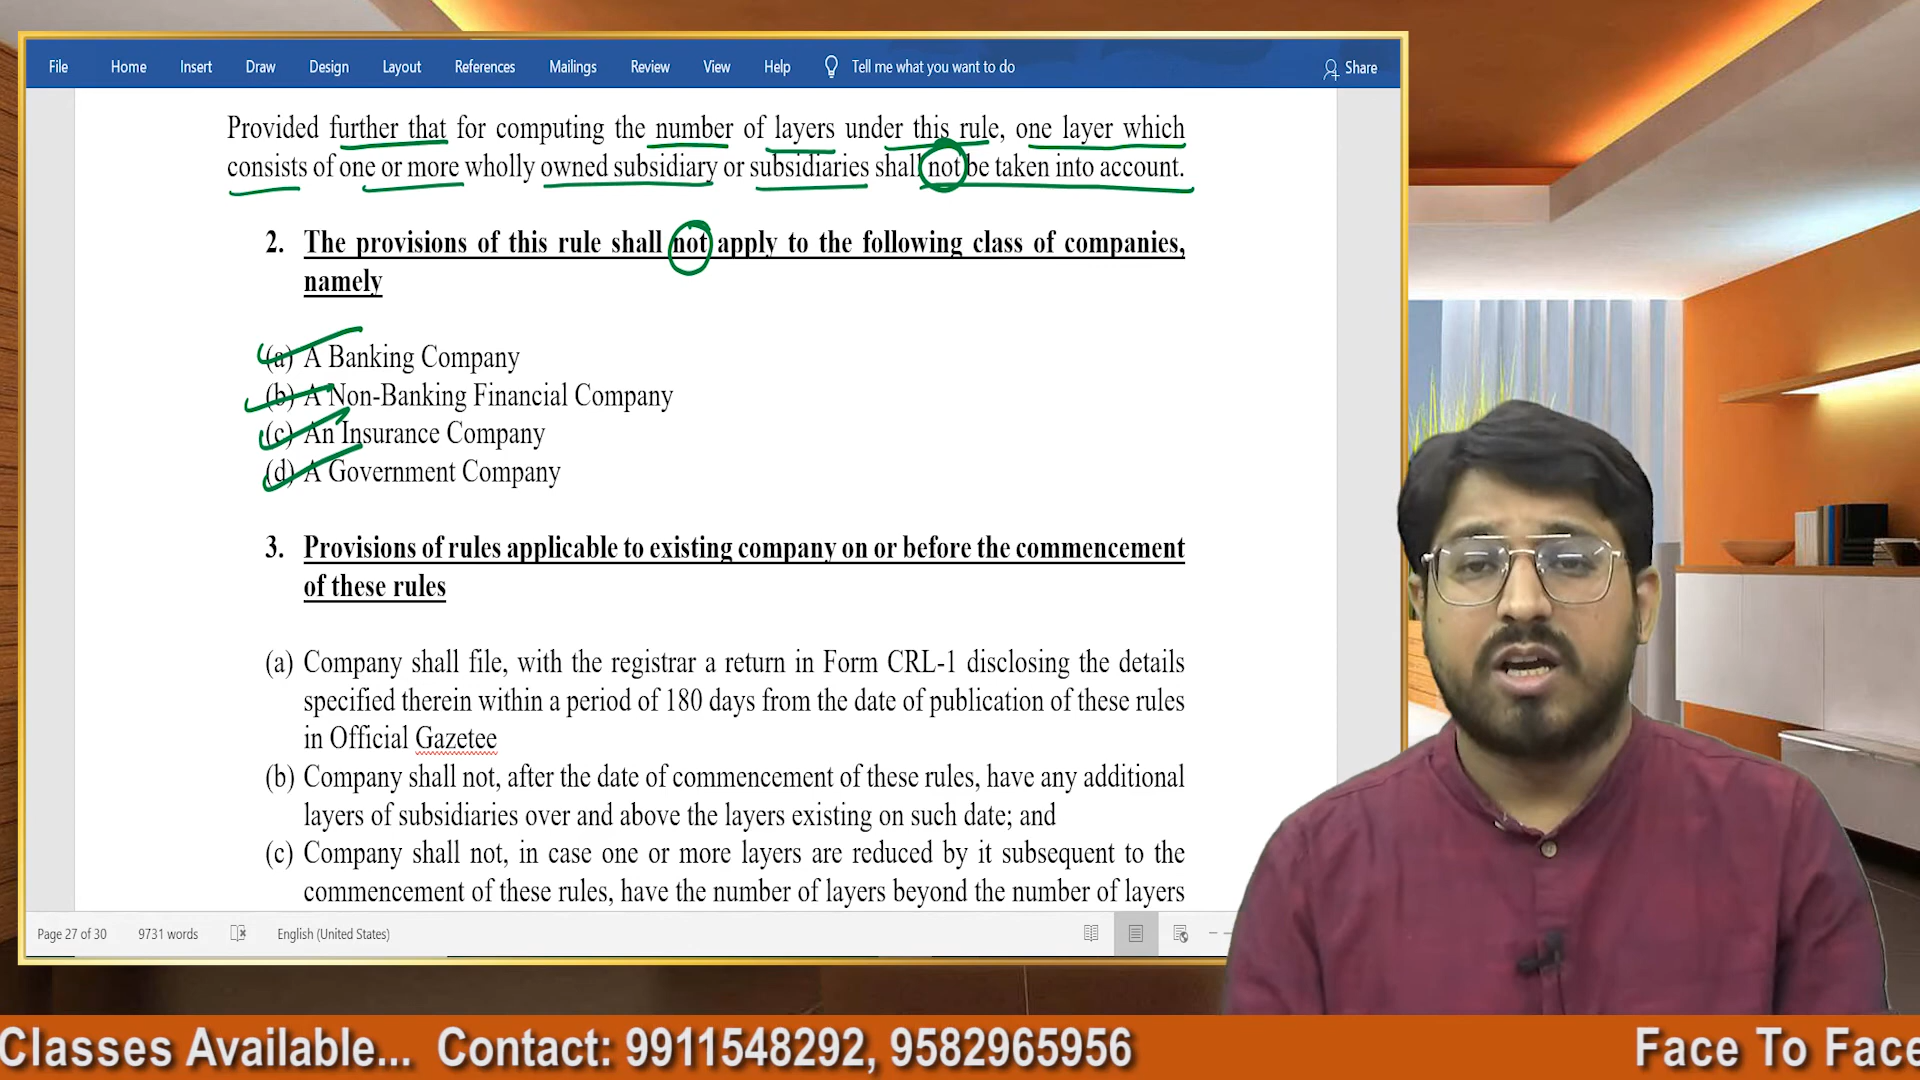 File Home Insert Draw Design Layout References Mailings Review View Help Tell me what you want to do Share
Provided further that for computing the number of layers under this rule, one layer which
consists of one or more wholly owned subsidiary or subsidiaries shall not be taken into account.
2. The provisions of this rule shall not apply to the following class of companies,
namely
(a) A Banking Company
(b) A Non-Banking Financial Company
(c) An Insurance Company
(d) A Government Company
3. Provisions of rules applicable to existing company on or before the commencement
of these rules
(a) Company shall file, with the registrar a return in Form CRL-1 disclosing the details
specified therein within a period of 180 days from the date of publication of these rules
in Official Gazetee
(b) Company shall not, after the date of commencement of these rules, have any additional
layers of subsidiaries over and above the layers existing on such date; and
(c) Company shall not, in case one or more layers are reduced by it subsequent to the
commencement of these rules, have the number of layers beyond the number of layers
Page 27 of 30 9731 words English (United States)
Classes Available... Contact: 9911548292, 9582965956 Face To Face